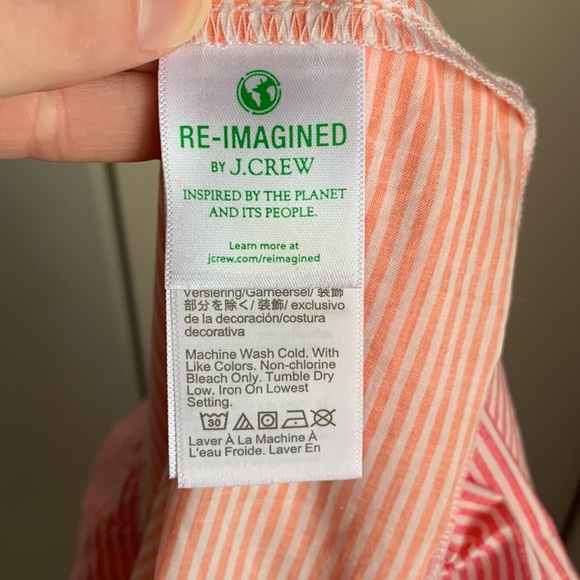 RE-IMAGINED
BY J.CREW
INSPIRED BY THE PLANET
AND ITS PEOPLE.
Learn more at
jcrew.com/reimagined
Versiering/Garneersel/ 装飾
部分を除く/ 装飾/ exclusivo
de la decoración/costura
decorativa
Machine Wash Cold. With
Like Colors. Non-chlorine
Bleach Only. Tumble Dry
Low. Iron On Lowest
Setting.
30
Laver À La Machine À
L'eau Froide. Laver En